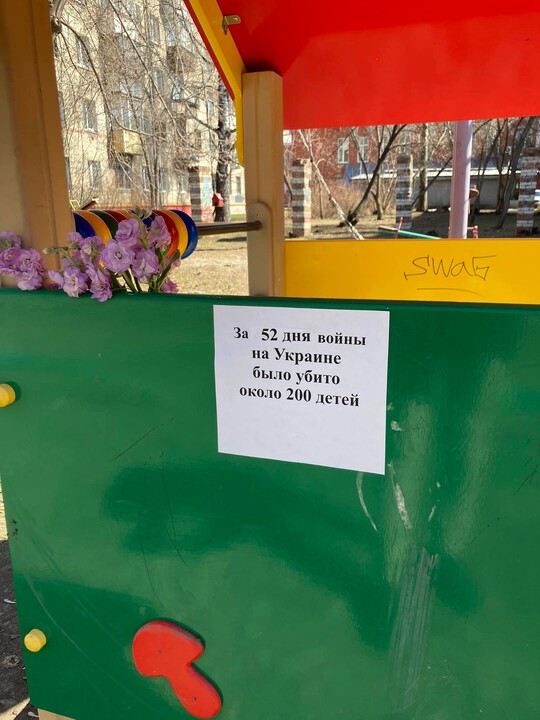 swag
За 52 дня войны
на Украине
было убито
около 200 детей